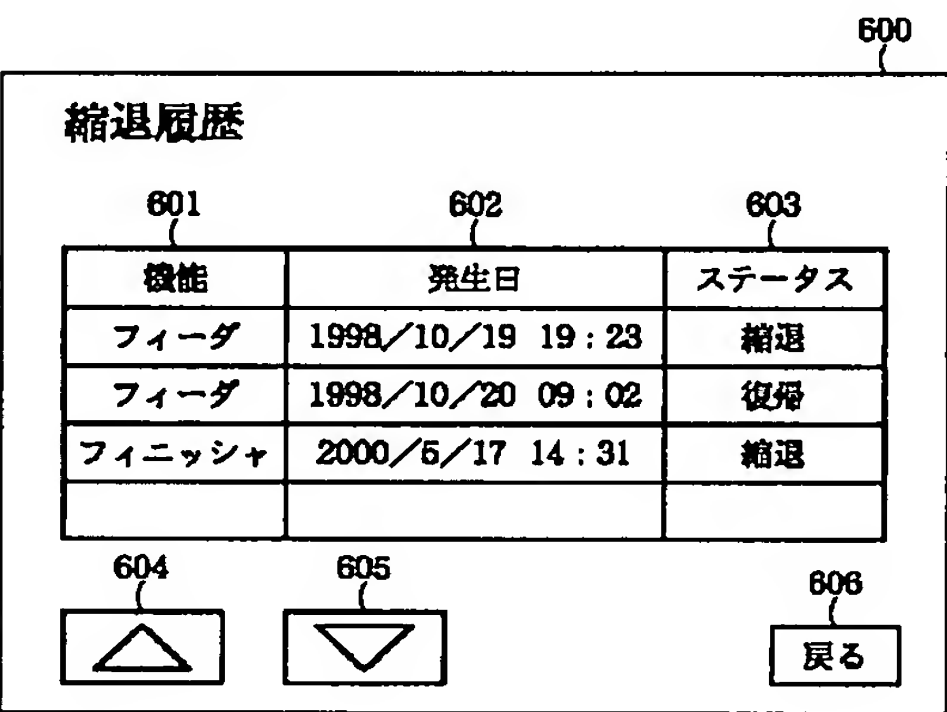 600
縮退履歴
601 602 603
機能 発生日 ステータス
フィーダ 1998/10/19 19:23 縮退
フィーダ 1998/10/20 09:02 復帰
フィニッシャ 2000/5/17 14:31 縮退
604 605 606
戻る